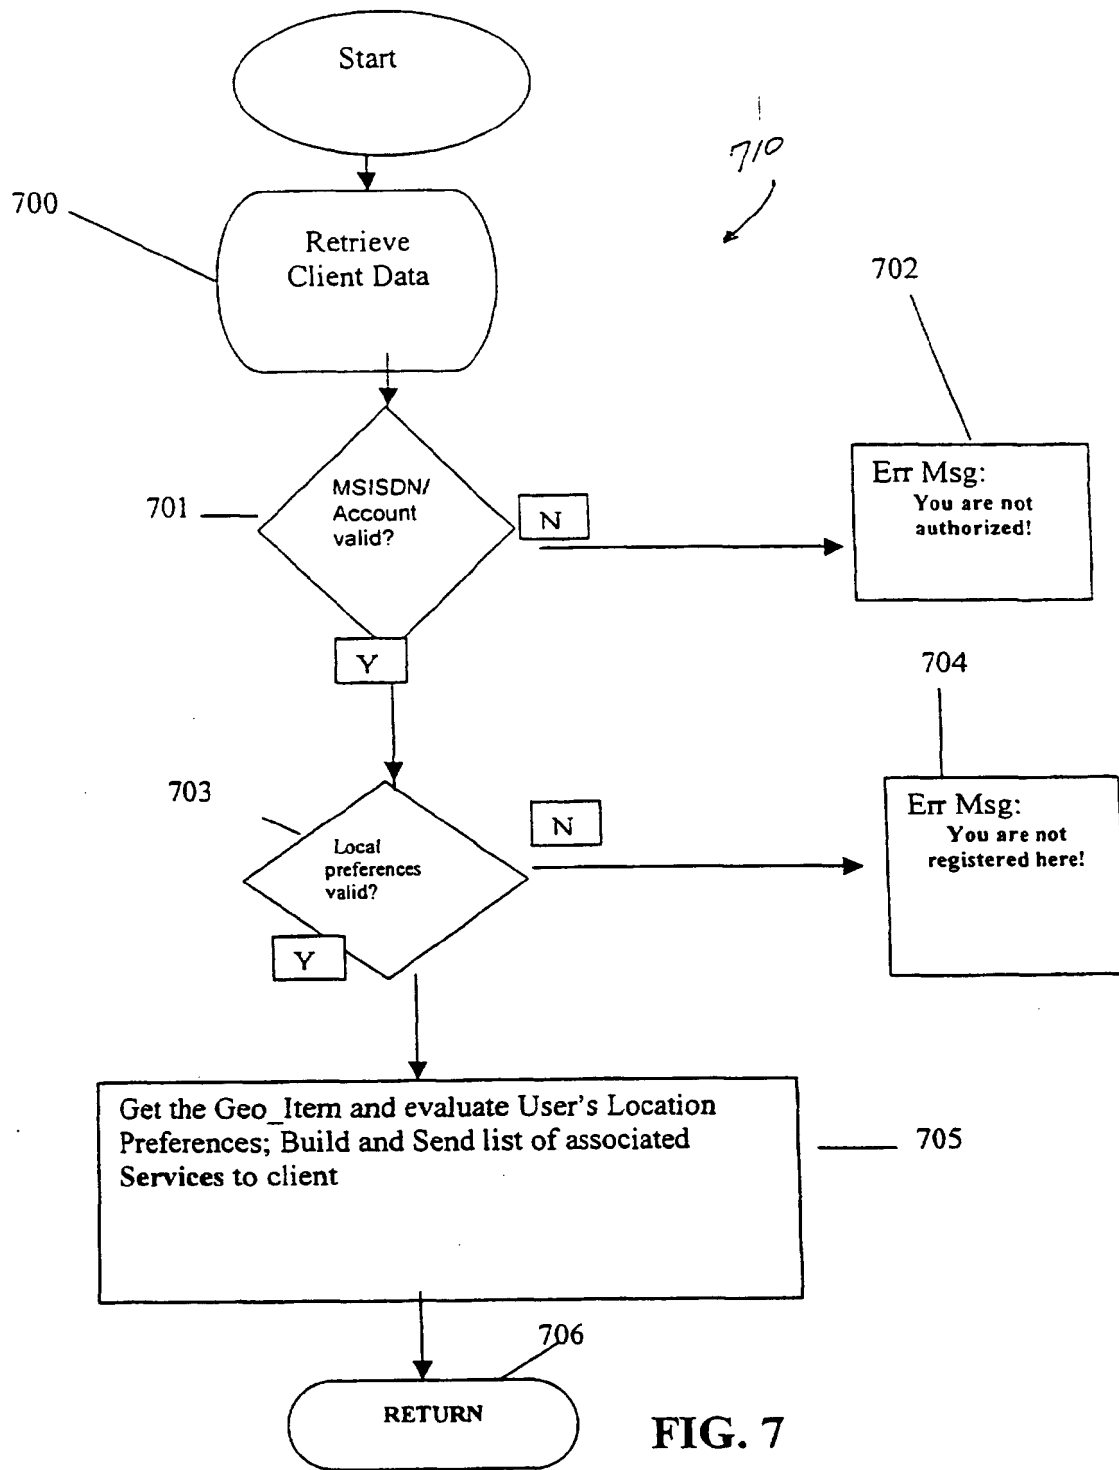 Start
710
700
Retrieve
Client Data
702
MSISDN/
Account
valid?
701
N
Err Msg:
You are not
authorized!
Y
704
703
Local
preferences
valid?
N
Err Msg:
You are not
registered here!
Y
Get the Geo_Item and evaluate User's Location
Preferences; Build and Send list of associated
Services to client
705
706
RETURN
FIG. 7